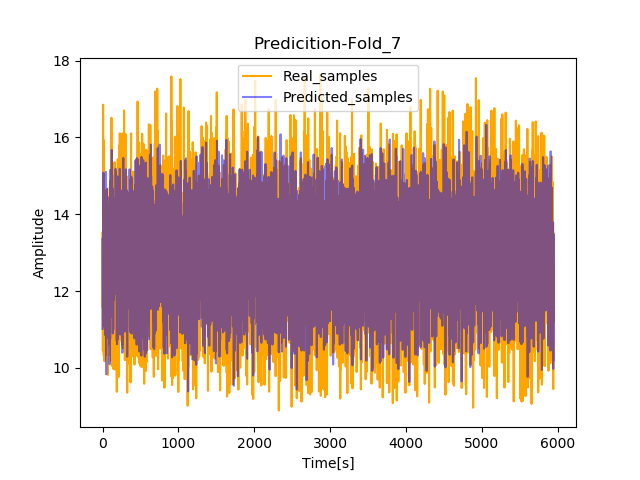 Predicition-Fold_7
Real_samples
Predicted_samples
Amplitude
18
16
14
12
10
0 1000 2000 3000 4000 5000 6000
Time[s]